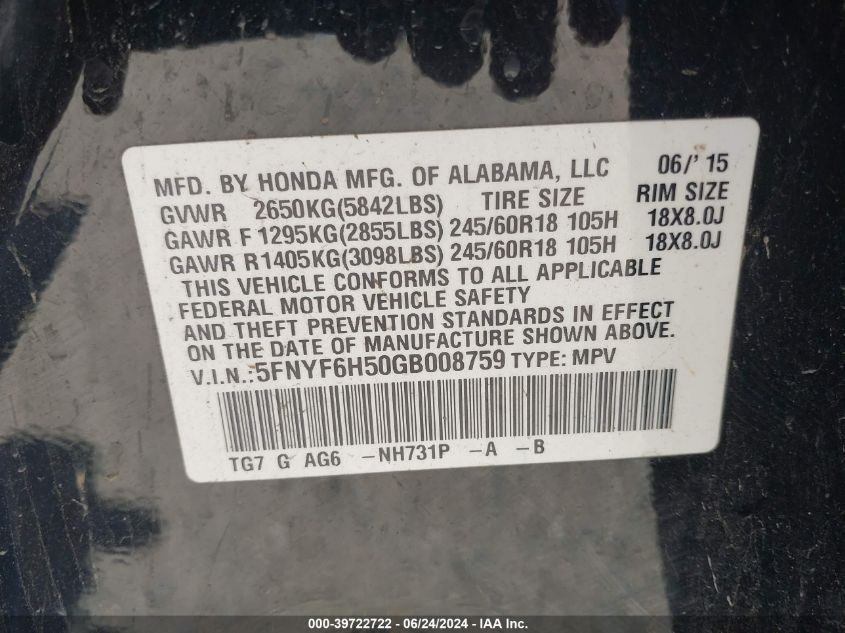 MFD. BY HONDA MFG. OF ALABAMA, LLC 06/' 15
GVWR 2650KG(5842LBS) TIRE SIZE RIM SIZE
GAWR F 1295KG(2855LBS) 245/60R18 105H 18X8.0J
GAWR R1405KG(3098LBS) 245/60R18 105H 18X8.0J
THIS VEHICLE CONFORMS TO ALL APPLICABLE
FEDERAL MOTOR VEHICLE SAFETY
AND THEFT PREVENTION STANDARDS IN EFFECT
ON THE DATE OF MANUFACTURE SHOWN ABOVE.
V.I.N.: 5FNYF6H50GB008759 TYPE: MPV
TG7 G AG6 -NH731P -A -B
000-39722722 - 06/24/2024 - IAA Inc.